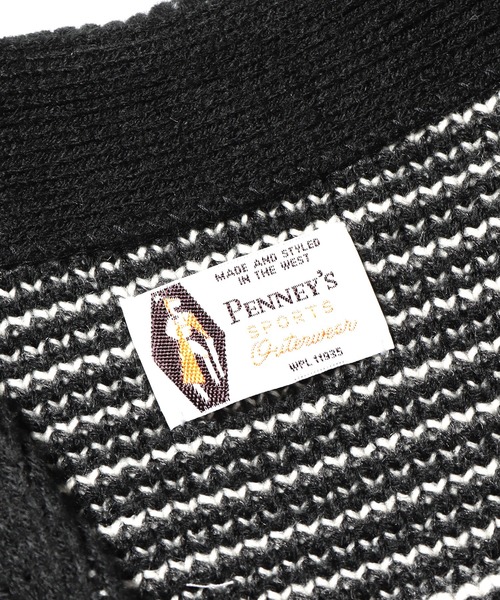 MADE AND STYLED
IN THE WEST
PENNEY'S
SPORTS
Outerwear
WPL 11935